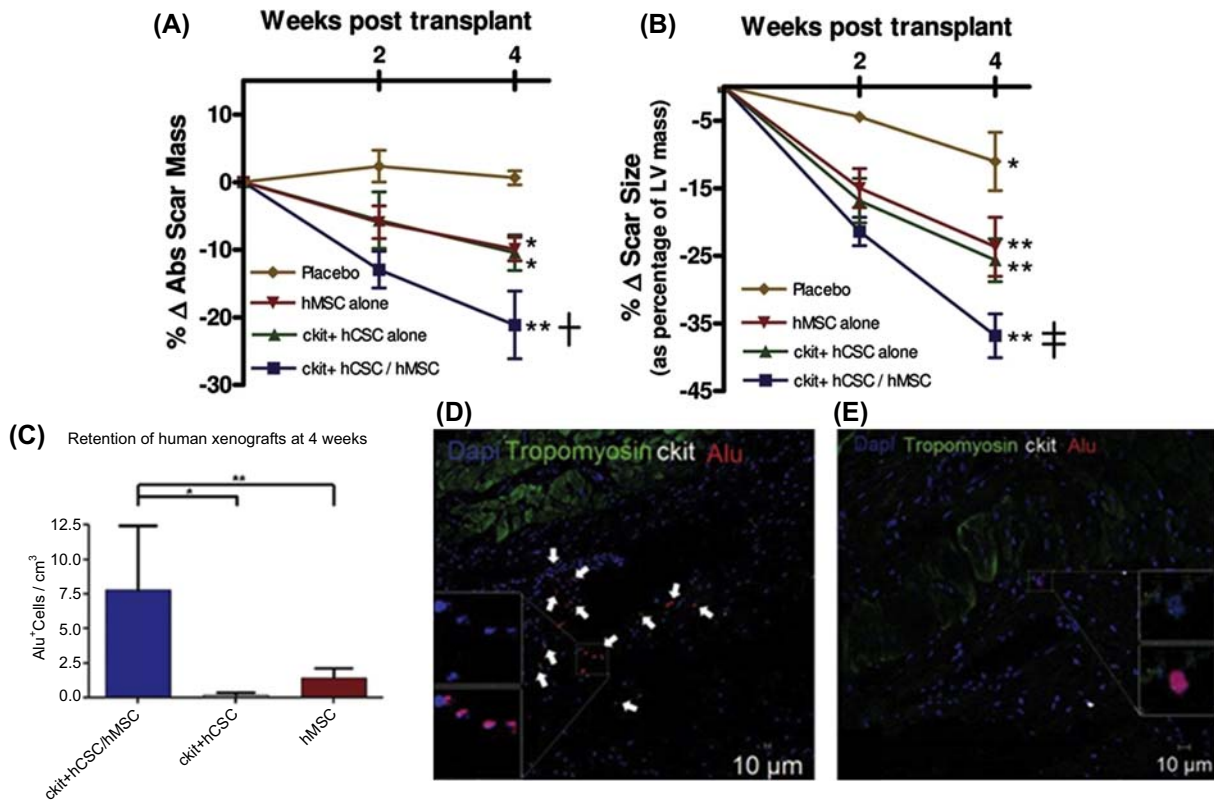 (A)
Weeks post transplant
2 4
% Δ Abs Scar Mass
10
0
-10
-20
-30
*
*
** †
Placebo
hMSC alone
ckit+ hCSC alone
ckit+ hCSC / hMSC
(B)
Weeks post transplant
2 4
% Δ Scar Size
(as percentage of LV mass)
-5
-15
-25
-35
-45
*
**
**
** ‡
Placebo
hMSC alone
ckit+ hCSC alone
ckit+ hCSC / hMSC
(C)
Retention of human xenografts at 4 weeks
**
*
Alu+Cells / cm3
12.5
10.0
7.5
5.0
2.5
0.0
ckit+hCSC/hMSC
ckit+hCSC
hMSC
(D)
Dapi Tropomyosin ckit Alu
10 µm
(E)
Dapi Tropomyosin ckit Alu
10 µm